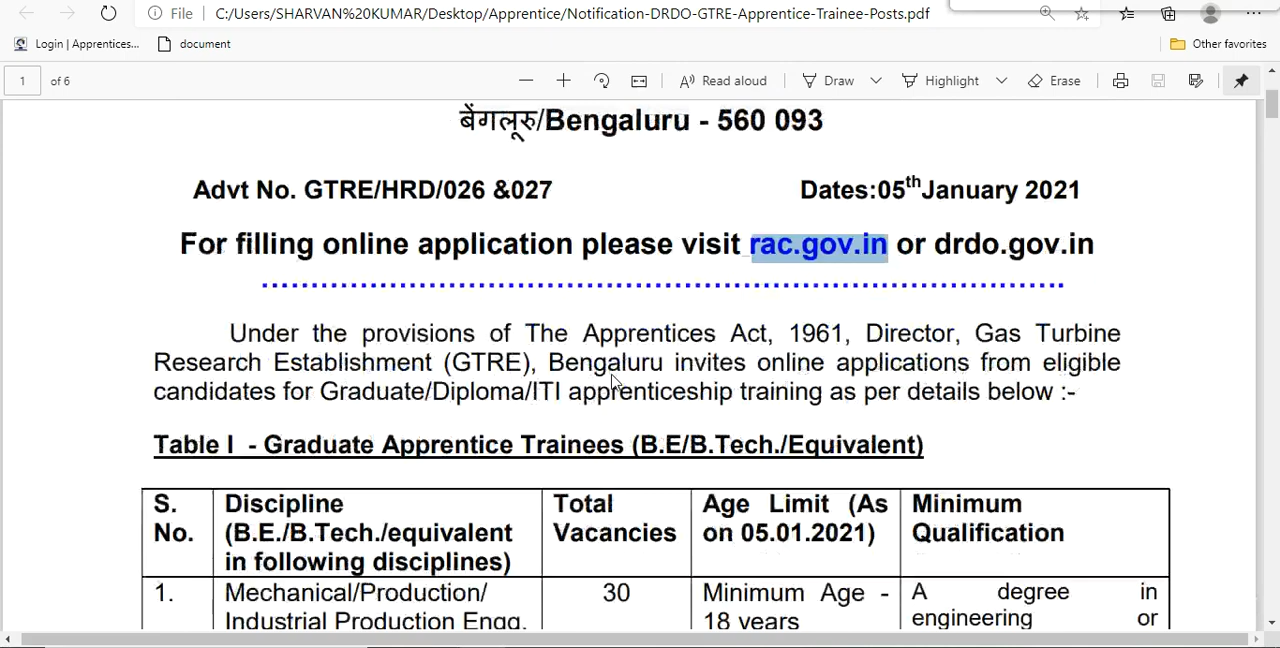 File | C:/Users/SHARVAN%20KUMAR/Desktop/Apprentice/Notification-DRDO-GTRE-Apprentice-Trainee-Posts.pdf
Login | Apprentices... document Other favorites
1 of 6 Read aloud Draw Highlight Erase
बेंगलूरु/Bengaluru - 560 093
Advt No. GTRE/HRD/026 &027 Dates:05th January 2021
For filling online application please visit rac.gov.in or drdo.gov.in
Under the provisions of The Apprentices Act, 1961, Director, Gas Turbine
Research Establishment (GTRE), Bengaluru invites online applications from eligible
candidates for Graduate/Diploma/ITI apprenticeship training as per details below :-
Table I - Graduate Apprentice Trainees (B.E/B.Tech./Equivalent)
S. Discipline Total Age Limit (As Minimum
No. (B.E./B.Tech./equivalent Vacancies on 05.01.2021) Qualification
in following disciplines)
1. Mechanical/Production/ 30 Minimum Age - A degree in
Industrial Production Engg. 18 years engineering or